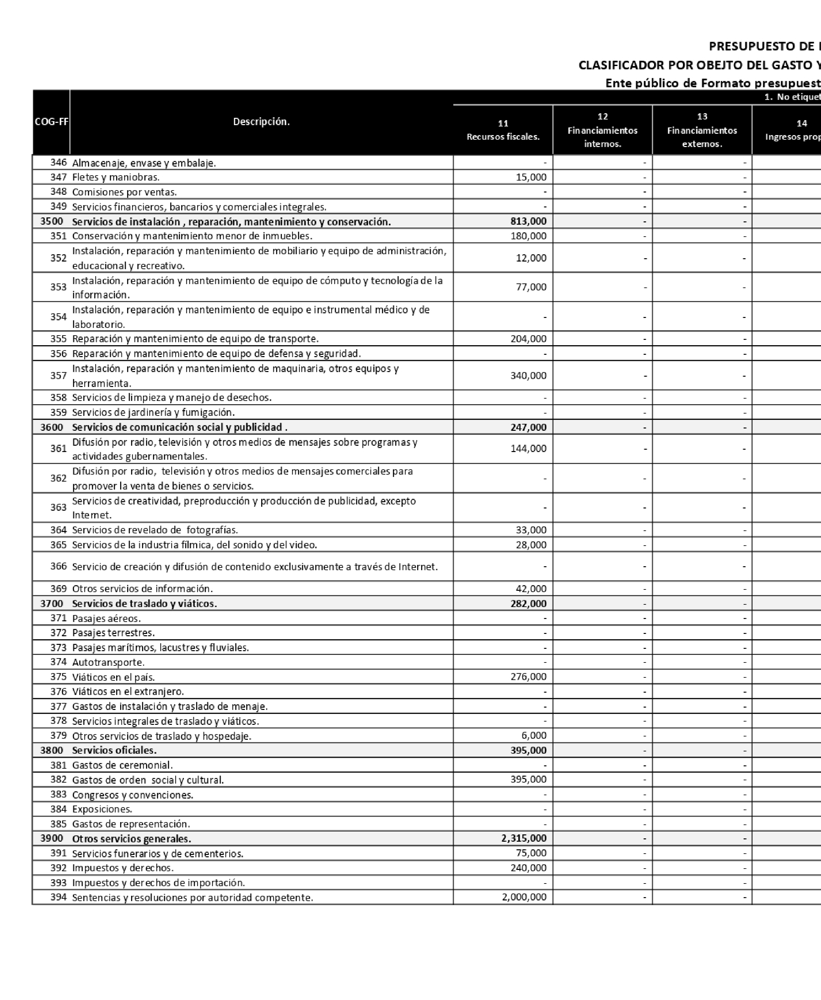 PRESUPUESTO DE
CLASIFICADOR POR OBEJTO DEL GASTO Y
Ente público de Formato presupuest
1. No etiquet
COG-FF Descripción. 11 Recursos fiscales. 12 Financiamientos internos. 13 Financiamientos externos. 14 Ingresos prop
346 Almacenaje, envase y embalaje. - - -
347 Fletes y maniobras. 15,000 - -
348 Comisiones por ventas. - - -
349 Servicios financieros, bancarios y comerciales integrales. - - -
3500 Servicios de instalación , reparación, mantenimiento y conservación. 813,000 - -
351 Conservación y mantenimiento menor de inmuebles. 180,000 - -
352 Instalación, reparación y mantenimiento de mobiliario y equipo de administración,
educacional y recreativo. 12,000 - -
353 Instalación, reparación y mantenimiento de equipo de cómputo y tecnología de la
información. 77,000 - -
354 Instalación, reparación y mantenimiento de equipo e instrumental médico y de
laboratorio. - - -
355 Reparación y mantenimiento de equipo de transporte. 204,000 - -
356 Reparación y mantenimiento de equipo de defensa y seguridad. - - -
357 Instalación, reparación y mantenimiento de maquinaria, otros equipos y
herramienta. 340,000 - -
358 Servicios de limpieza y manejo de desechos. - - -
359 Servicios de jardinería y fumigación. - - -
3600 Servicios de comunicación social y publicidad . 247,000 - -
361 Difusión por radio, televisión y otros medios de mensajes sobre programas y
actividades gubernamentales. 144,000 - -
362 Difusión por radio, televisión y otros medios de mensajes comerciales para
promover la venta de bienes o servicios. - - -
363 Servicios de creatividad, preproducción y producción de publicidad, excepto
Internet. - - -
364 Servicios de revelado de fotografías. 33,000 - -
365 Servicios de la industria fílmica, del sonido y del video. 28,000 - -
366 Servicio de creación y difusión de contenido exclusivamente a través de Internet. - - -
369 Otros servicios de información. 42,000 - -
3700 Servicios de traslado y viáticos. 282,000 - -
371 Pasajes aéreos. - - -
372 Pasajes terrestres. - - -
373 Pasajes marítimos, lacustres y fluviales. - - -
374 Autotransporte. - - -
375 Viáticos en el país. 276,000 - -
376 Viáticos en el extranjero. - - -
377 Gastos de instalación y traslado de menaje. - - -
378 Servicios integrales de traslado y viáticos. - - -
379 Otros servicios de traslado y hospedaje. 6,000 - -
3800 Servicios oficiales. 395,000 - -
381 Gastos de ceremonial. - - -
382 Gastos de orden social y cultural. 395,000 - -
383 Congresos y convenciones. - - -
384 Exposiciones. - - -
385 Gastos de representación. - - -
3900 Otros servicios generales. 2,315,000 - -
391 Servicios funerarios y de cementerios. 75,000 - -
392 Impuestos y derechos. 240,000 - -
393 Impuestos y derechos de importación. - - -
394 Sentencias y resoluciones por autoridad competente. 2,000,000 - -